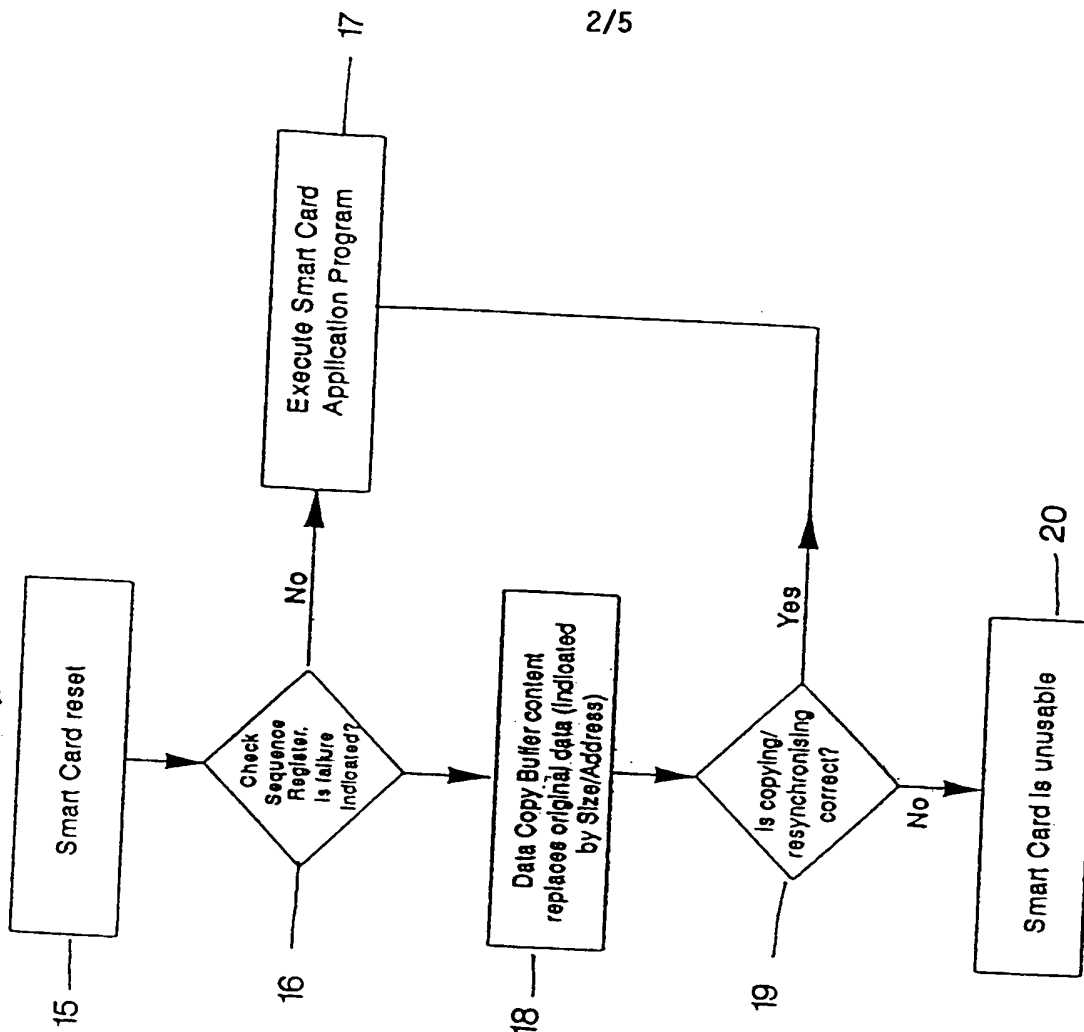 2/5
15
Smart Card reset
16
Check
Sequence
Register.
Is failure
Indicated?
No
17
Execute Smart Card
Application Program
18
Data Copy Buffer content
replaces original data (Indicated
by Size/Address)
19
Is copying/
resynchronising
correct?
Yes
No
20
Smart Card is unusable